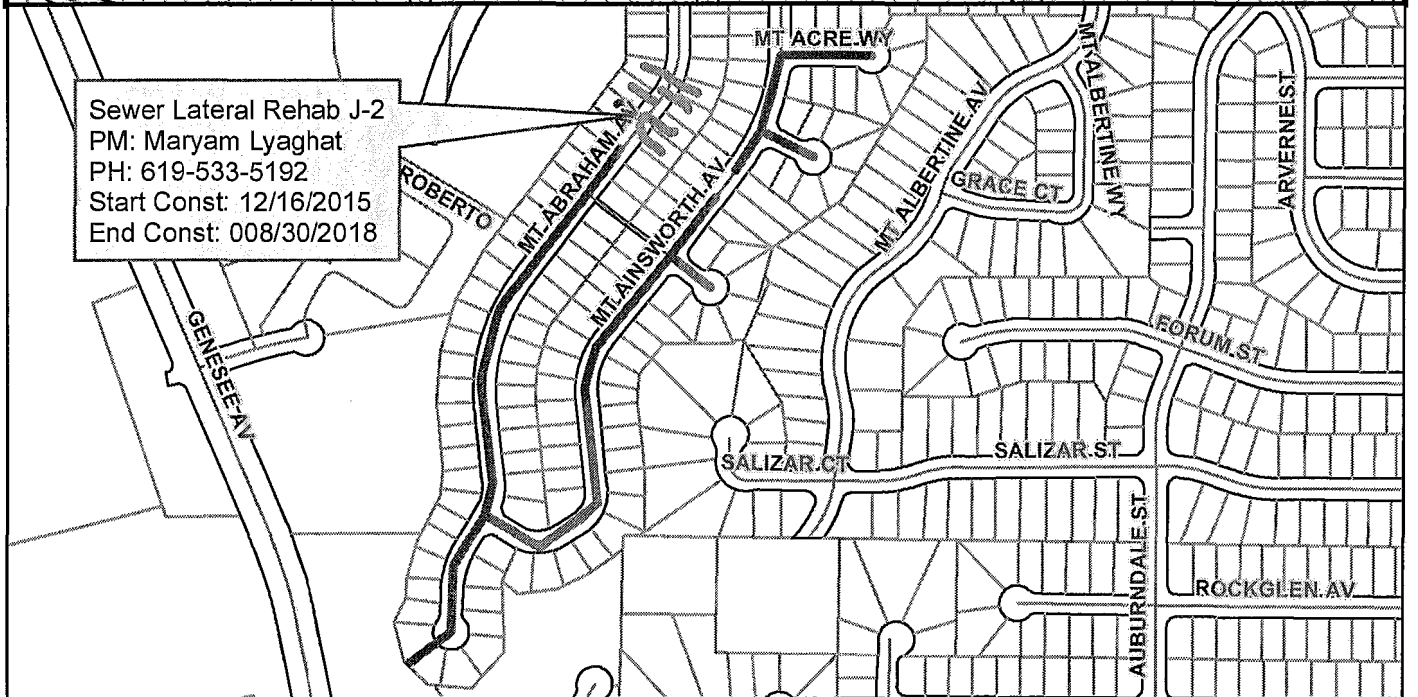 Sewer Lateral Rehab J-2
PM: Maryam Lyaghat
PH: 619-533-5192
Start Const: 12/16/2015
End Const: 008/30/2018
MT ACRE WY
MT ALBERTINE WY
MT ABRAHAM AV
ROBERTO
MT AINSWORTH AV
MT ALBERTINE AV
GRACE CT
ARVERNE ST
GENESEE AV
FORUM ST
SALIZAR CT
SALIZAR ST
AUBURNDALE ST
ROCKGLEN AV